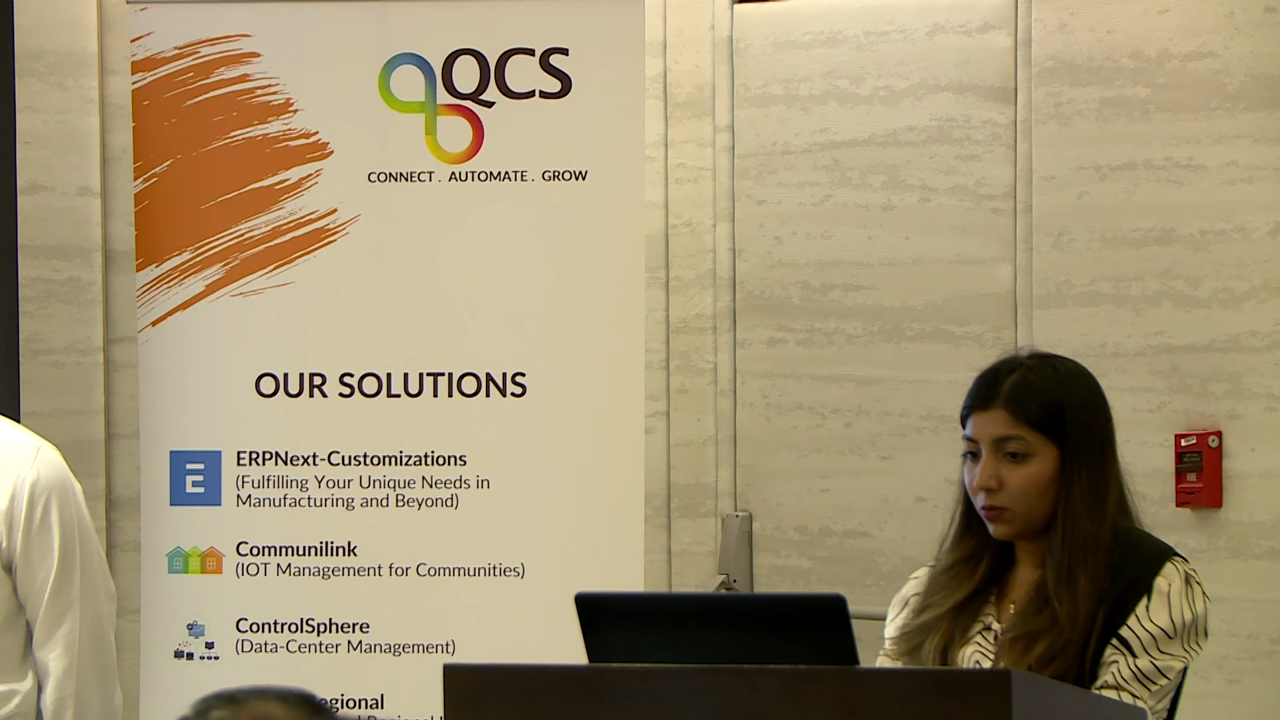 QCS
CONNECT . AUTOMATE . GROW
OUR SOLUTIONS
ERPNext-Customizations
(Fulfilling Your Unique Needs in
Manufacturing and Beyond)
Communilink
(IOT Management for Communities)
ControlSphere
(Data-Center Management)
FIRE